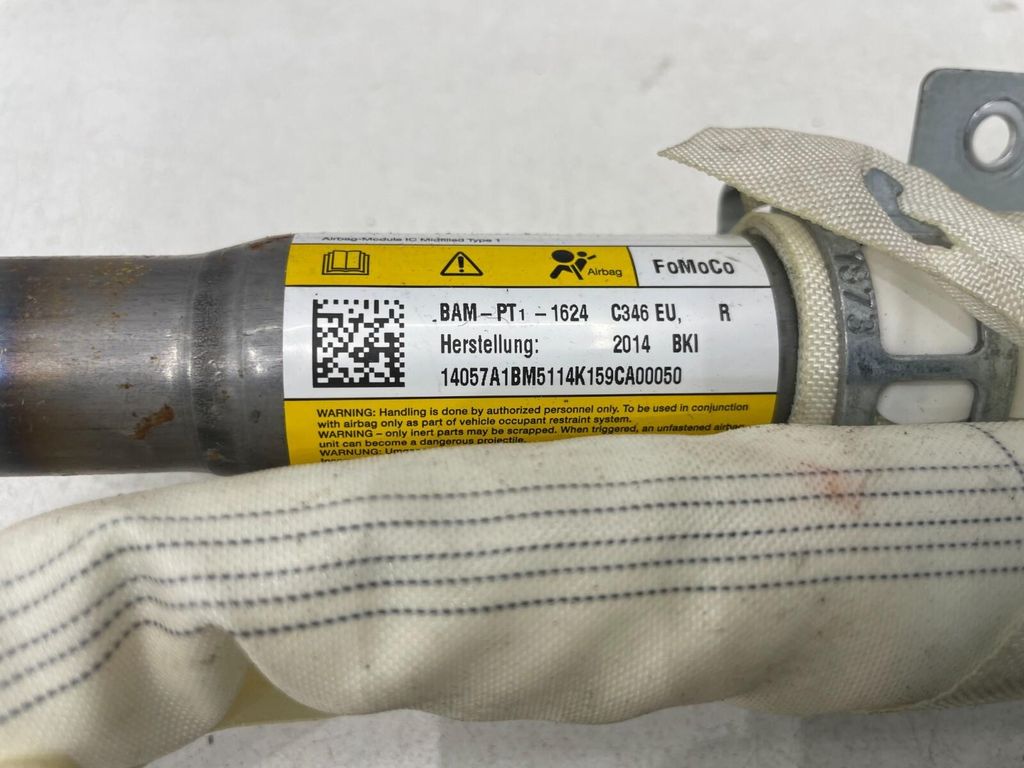 Airbag-Module IC Midfilled Type 1
Airbag
FoMoCo
BAM-PT1-1624 C346 EU, R
Herstellung: 2014 BKI
14057A1BM5114K159CA00050
WARNING: Handling is done by authorized personnel only. To be used in conjunction
with airbag only as part of vehicle occupant restraint system.
WARNING – only inert parts may be scrapped. When triggered, an unfastened airbag
unit can become a dangerous projectile.
WARNUNG: